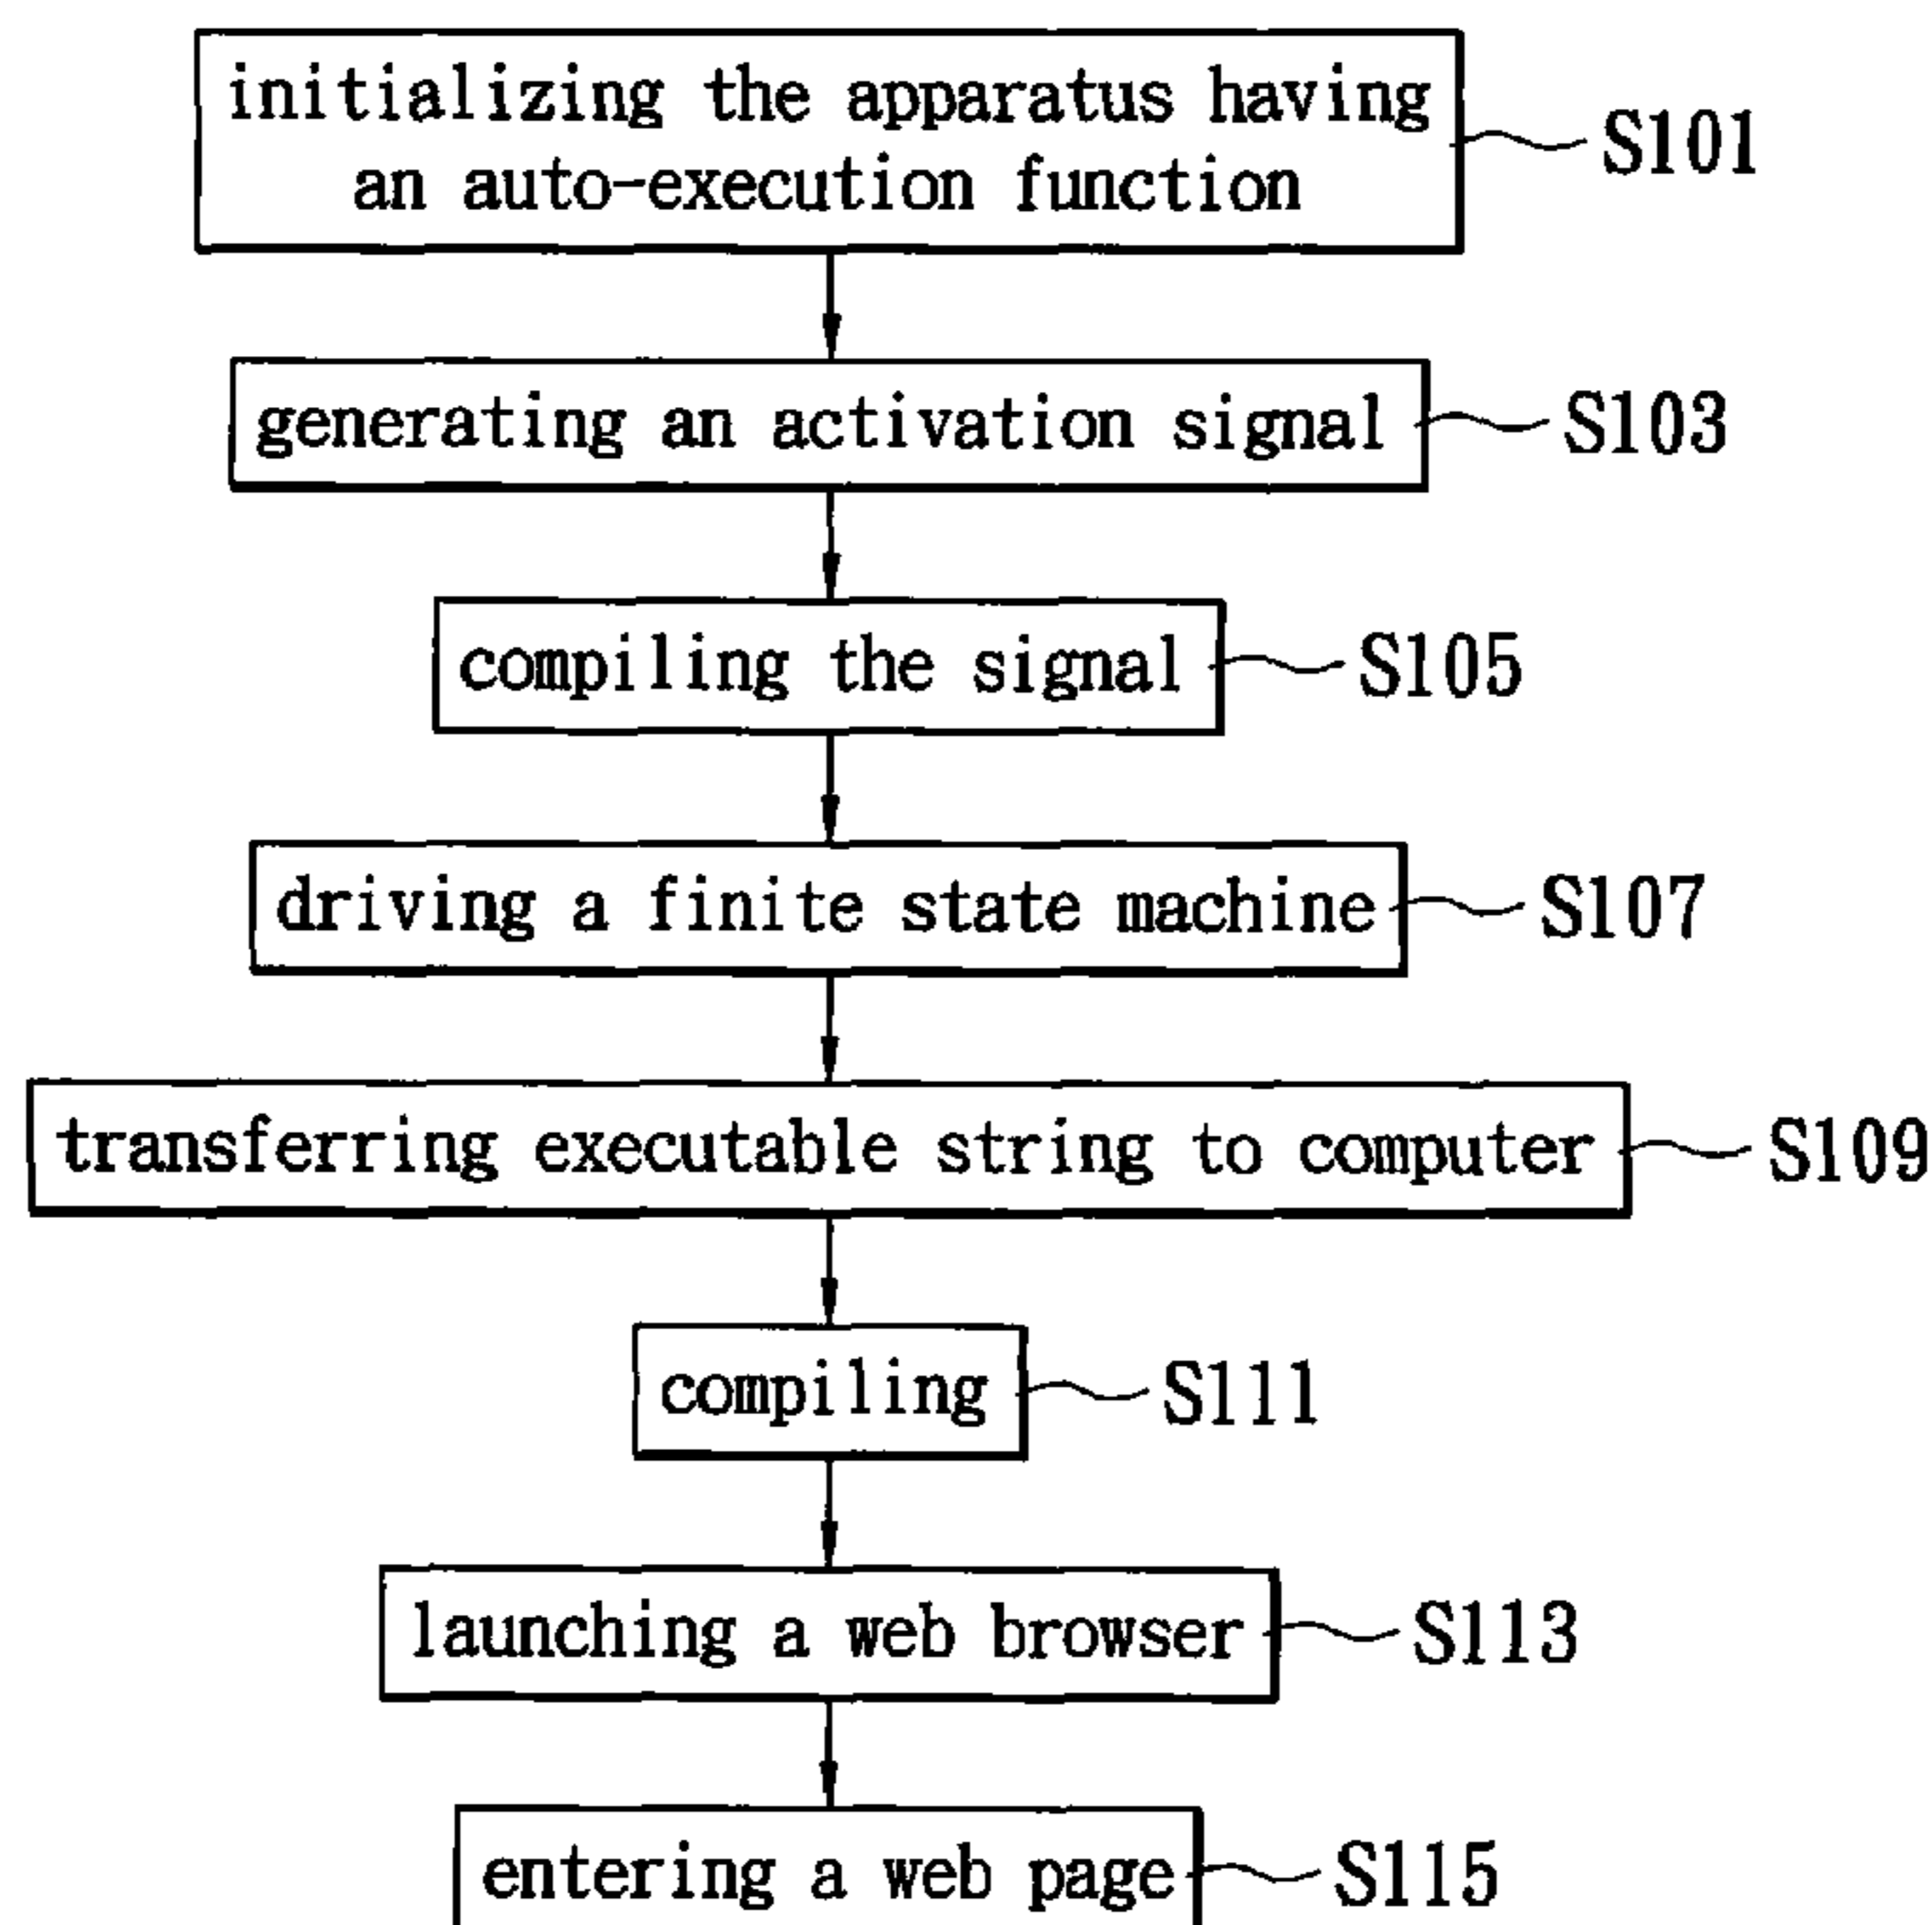 initializing the apparatus having
an auto-execution function
S101
generating an activation signal
S103
compiling the signal
S105
driving a finite state machine
S107
transferring executable string to computer
S109
compiling
S111
launching a web browser
S113
entering a web page
S115